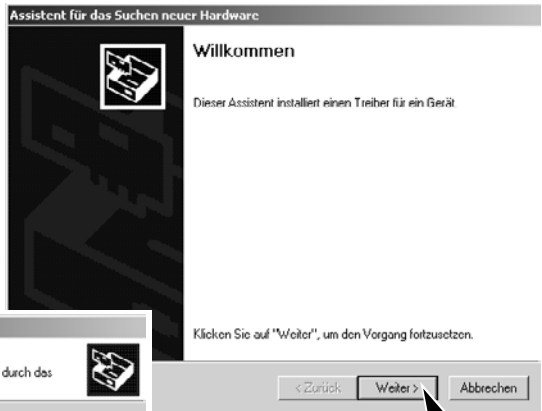 Assistent für das Suchen neuer Hardware
Willkommen
Dieser Assistent installiert einen Treiber für ein Gerät.
Klicken Sie auf "Weiter", um den Vorgang fortzusetzen.
durch das
< Zurück Weiter > Abbrechen